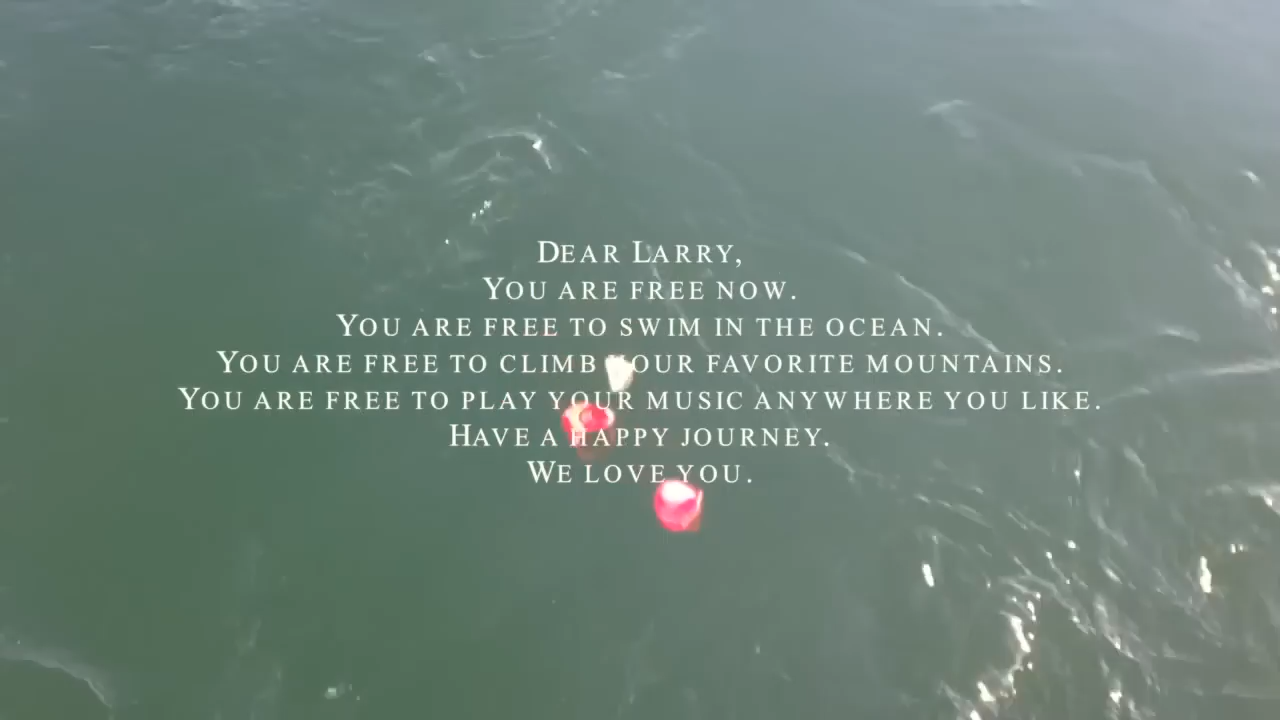 Dear Larry,
You are free now.
You are free to swim in the ocean.
You are free to climb your favorite mountains.
You are free to play your music anywhere you like.
Have a happy journey.
We love you.